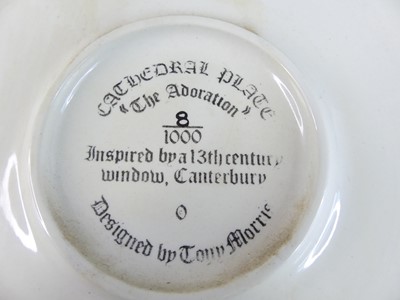 CATHEDRAL PLATE
"The Adoration"
8
1000
Inspired by a 13th century
window, Canterbury
0
Designed by Tony Morris